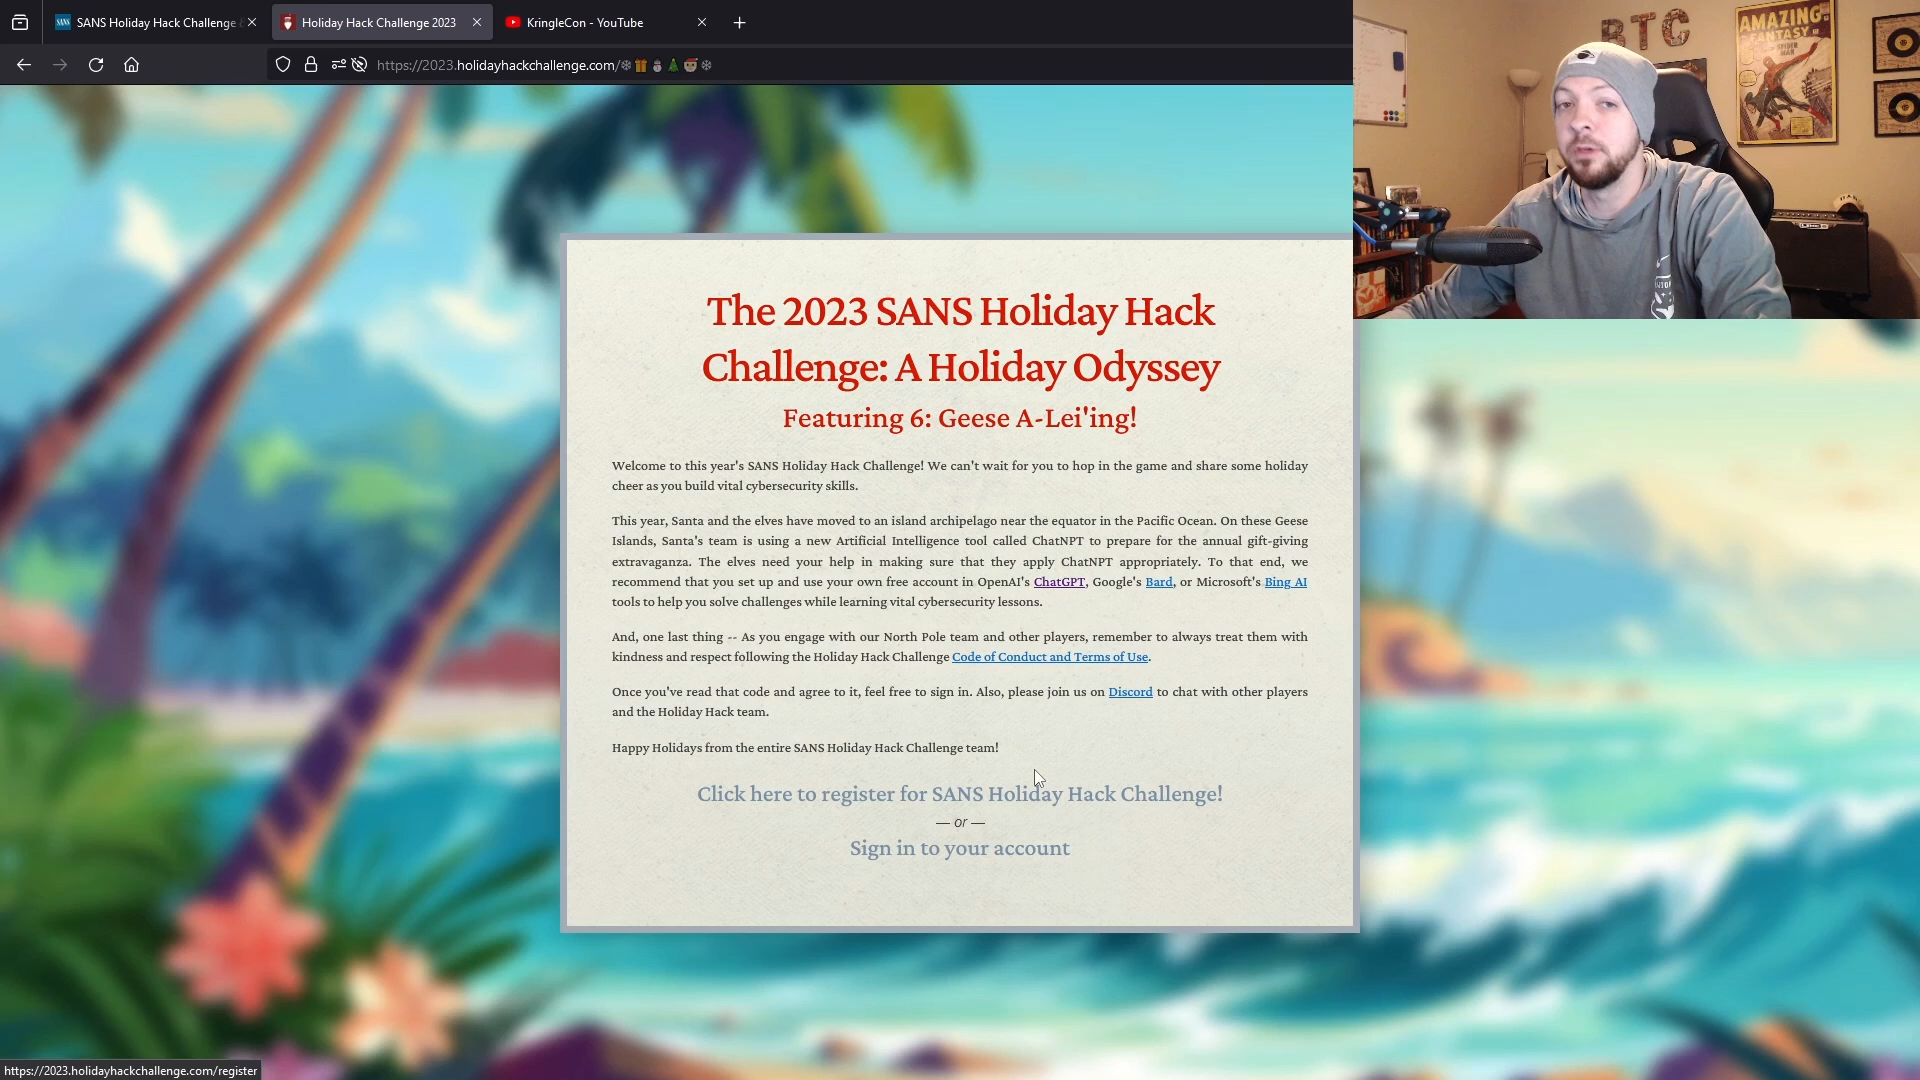 SANS Holiday Hack Challenge
Holiday Hack Challenge 2023
KringleCon - YouTube
https://2023.holidayhackchallenge.com/❄🎁⛄🎄🎅❄
BTC
AMAZING
FANTASY
The 2023 SANS Holiday Hack
Challenge: A Holiday Odyssey
Featuring 6: Geese A-Lei'ing!
Welcome to this year's SANS Holiday Hack Challenge! We can't wait for you to hop in the game and share some holiday
cheer as you build vital cybersecurity skills.
This year, Santa and the elves have moved to an island archipelago near the equator in the Pacific Ocean. On these Geese
Islands, Santa's team is using a new Artificial Intelligence tool called ChatNPT to prepare for the annual gift-giving
extravaganza. The elves need your help in making sure that they apply ChatNPT appropriately. To that end, we
recommend that you set up and use your own free account in OpenAI's ChatGPT, Google's Bard, or Microsoft's Bing AI
tools to help you solve challenges while learning vital cybersecurity lessons.
And, one last thing -- As you engage with our North Pole team and other players, remember to always treat them with
kindness and respect following the Holiday Hack Challenge Code of Conduct and Terms of Use.
Once you've read that code and agree to it, feel free to sign in. Also, please join us on Discord to chat with other players
and the Holiday Hack team.
Happy Holidays from the entire SANS Holiday Hack Challenge team!
Click here to register for SANS Holiday Hack Challenge!
— or —
Sign in to your account
https://2023.holidayhackchallenge.com/register